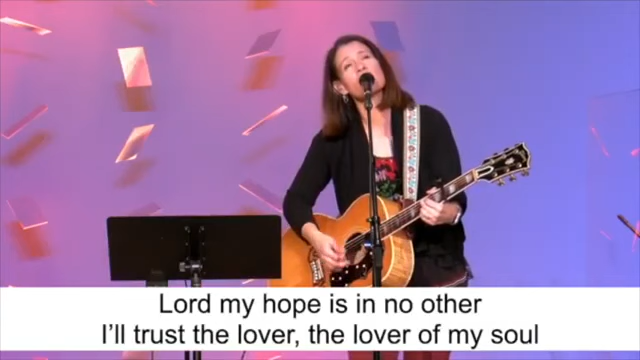 Lord my hope is in no other
I'll trust the lover, the lover of my soul